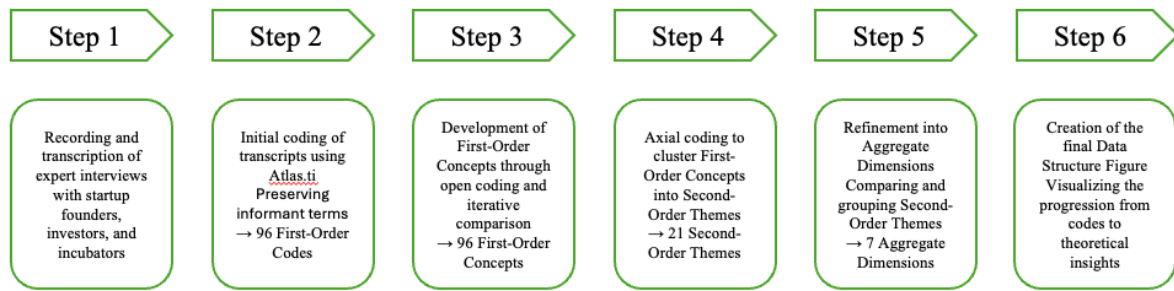 Step 1
Step 2
Step 3
Step 4
Step 5
Step 6
Recording and
transcription of
expert interviews
with startup
founders,
investors, and
incubators
Initial coding of
transcripts using
Atlas.ti
Preserving
informant terms
→ 96 First-Order
Codes
Development of
First-Order
Concepts through
open coding and
iterative
comparison
→ 96 First-Order
Concepts
Axial coding to
cluster First-
Order Concepts
into Second-
Order Themes
→ 21 Second-
Order Themes
Refinement into
Aggregate
Dimensions
Comparing and
grouping Second-
Order Themes
→ 7 Aggregate
Dimensions
Creation of the
final Data
Structure Figure
Visualizing the
progression from
codes to
theoretical
insights